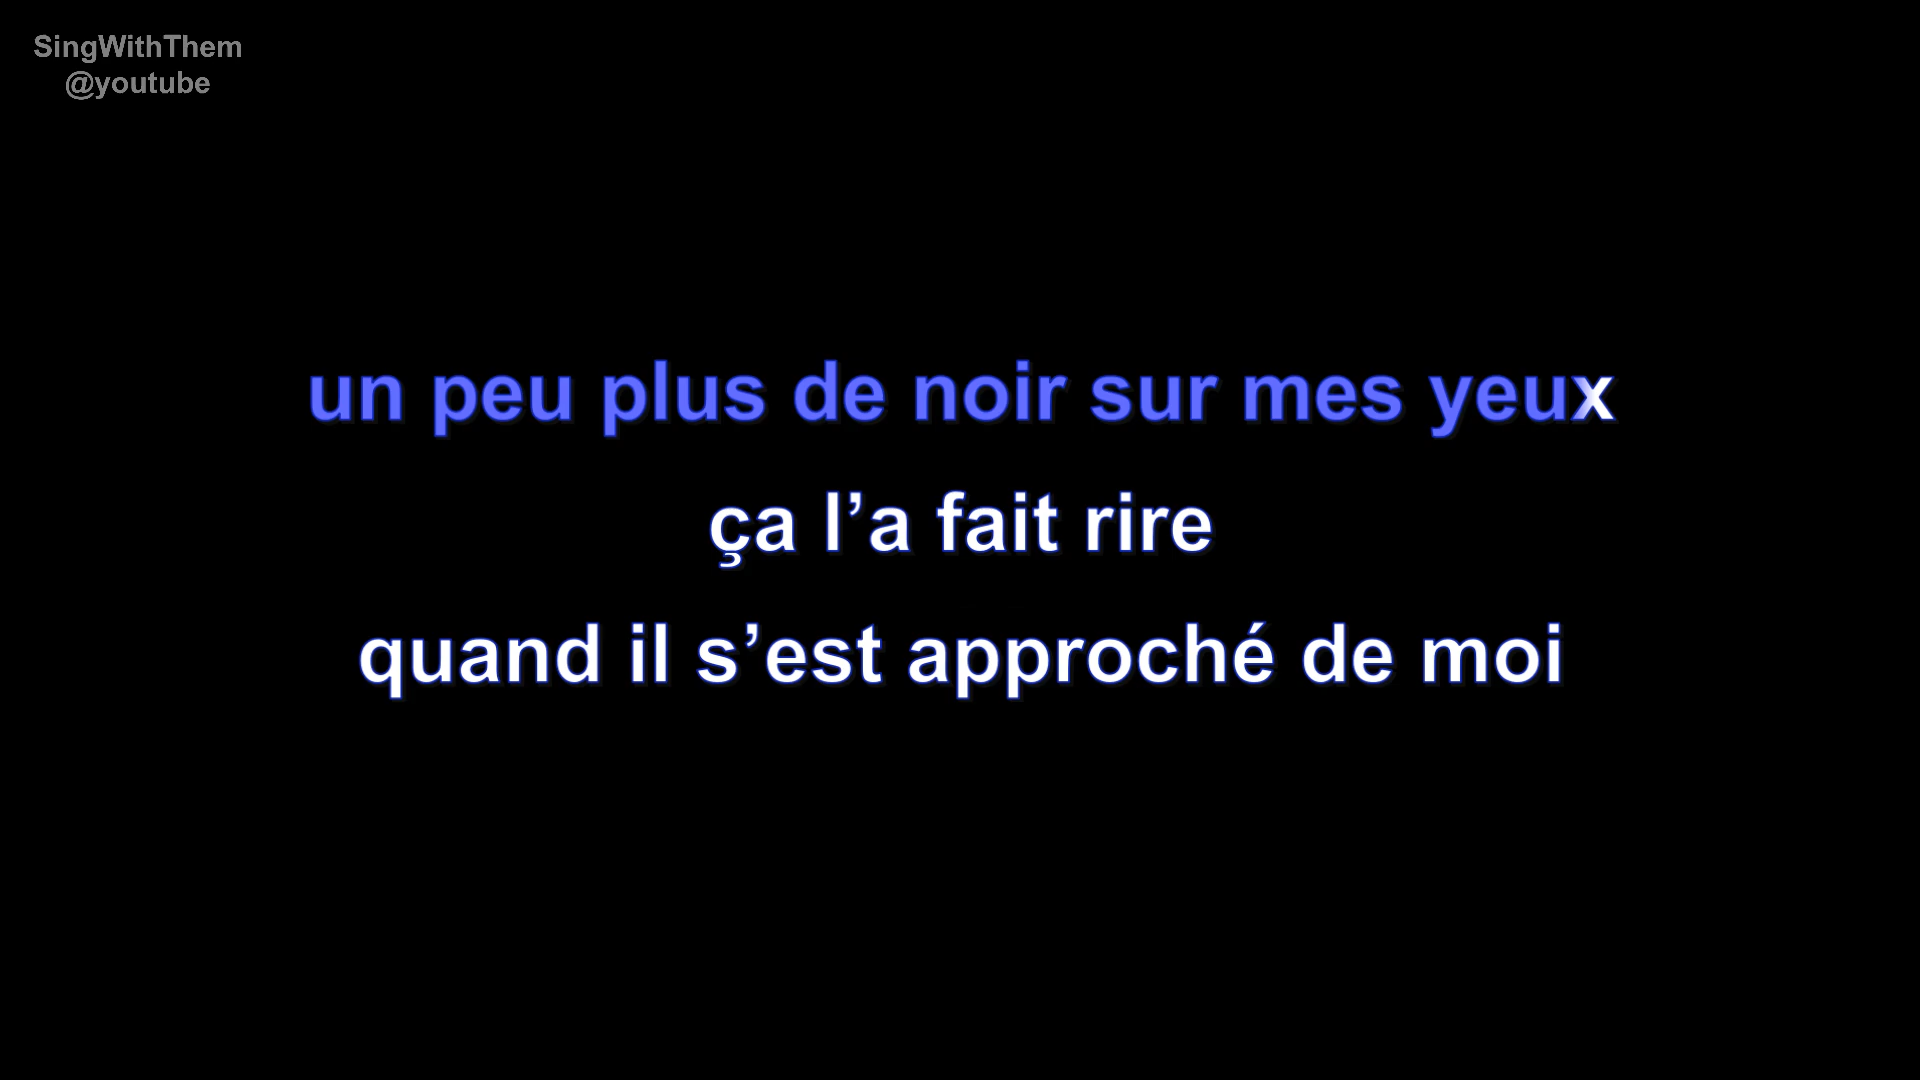 SingWithThem
@youtube
un peu plus de noir sur mes yeux
ça l’a fait rire
quand il s’est approché de moi